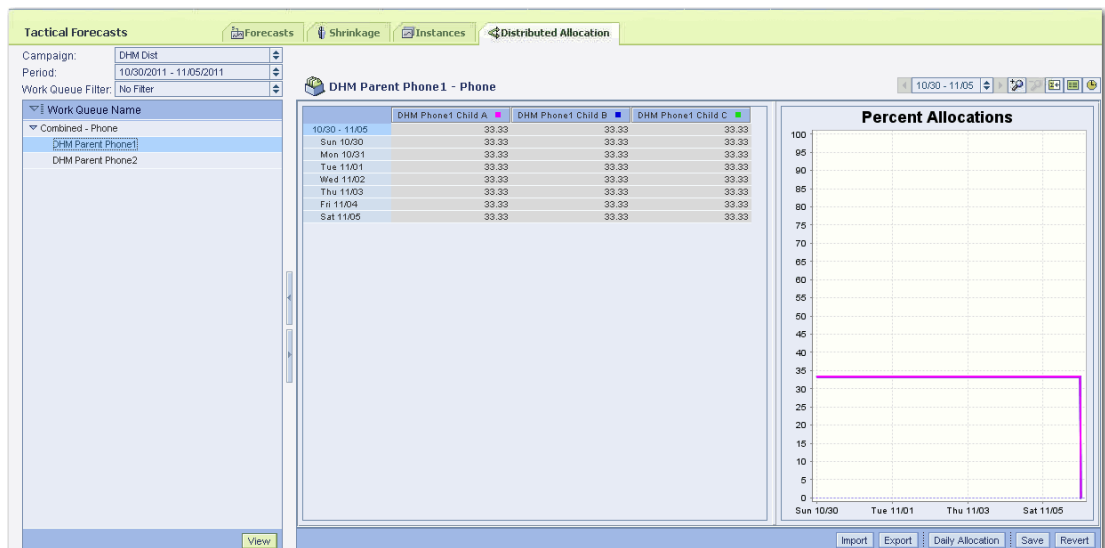 Tactical Forecasts Forecasts Shrinkage Instances Distributed Allocation
Campaign: DHM Dist
Period: 10/30/2011 - 11/05/2011
Work Queue Filter: No Filter
Work Queue Name
Combined - Phone
DHM Parent Phone1
DHM Parent Phone2
View
DHM Parent Phone1 - Phone 10/30 - 11/05
DHM Phone1 Child A DHM Phone1 Child B DHM Phone1 Child C
10/30 - 11/05 33.33 33.33 33.33
Sun 10/30 33.33 33.33 33.33
Mon 10/31 33.33 33.33 33.33
Tue 11/01 33.33 33.33 33.33
Wed 11/02 33.33 33.33 33.33
Thu 11/03 33.33 33.33 33.33
Fri 11/04 33.33 33.33 33.33
Sat 11/05 33.33 33.33 33.33
Percent Allocations
100
95
90
85
80
75
70
65
60
55
50
45
40
35
30
25
20
15
10
5
0
Sun 10/30 Tue 11/01 Thu 11/03 Sat 11/05
Import Export Daily Allocation Save Revert